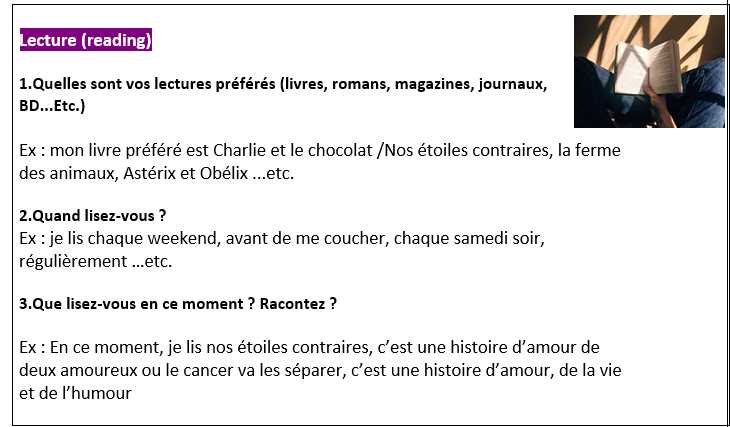 Lecture (reading)
1.Quelles sont vos lectures préférés (livres, romans, magazines, journaux,
BD...Etc.)
Ex : mon livre préféré est Charlie et le chocolat /Nos étoiles contraires, la ferme
des animaux, Astérix et Obélix ...etc.
2.Quand lisez-vous ?
Ex : je lis chaque weekend, avant de me coucher, chaque samedi soir,
régulièrement ...etc.
3.Que lisez-vous en ce moment ? Racontez ?
Ex : En ce moment, je lis nos étoiles contraires, c’est une histoire d’amour de
deux amoureux ou le cancer va les séparer, c’est une histoire d’amour, de la vie
et de l’humour